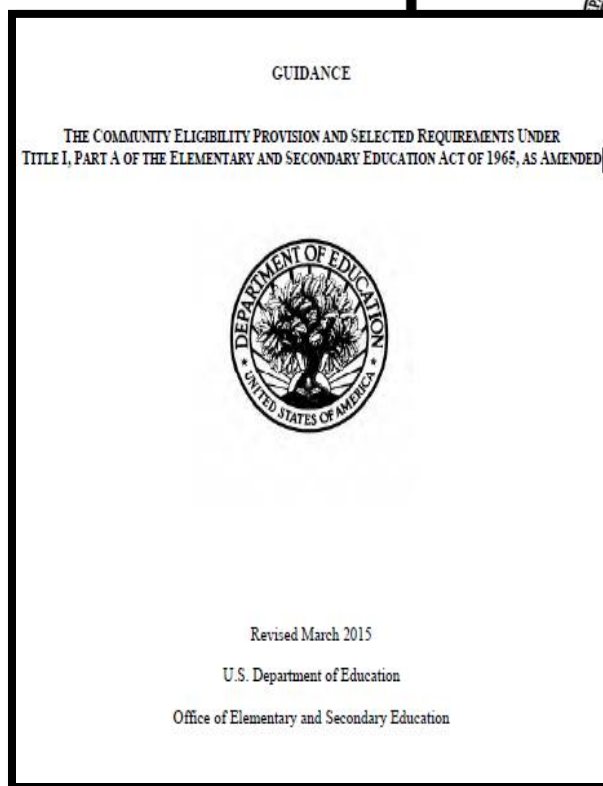 GUIDANCE
THE COMMUNITY ELIGIBILITY PROVISION AND SELECTED REQUIREMENTS UNDER
TITLE I, PART A OF THE ELEMENTARY AND SECONDARY EDUCATION ACT OF 1965, AS AMENDED
DEPARTMENT OF EDUCATION
UNITED STATES OF AMERICA
Revised March 2015
U.S. Department of Education
Office of Elementary and Secondary Education